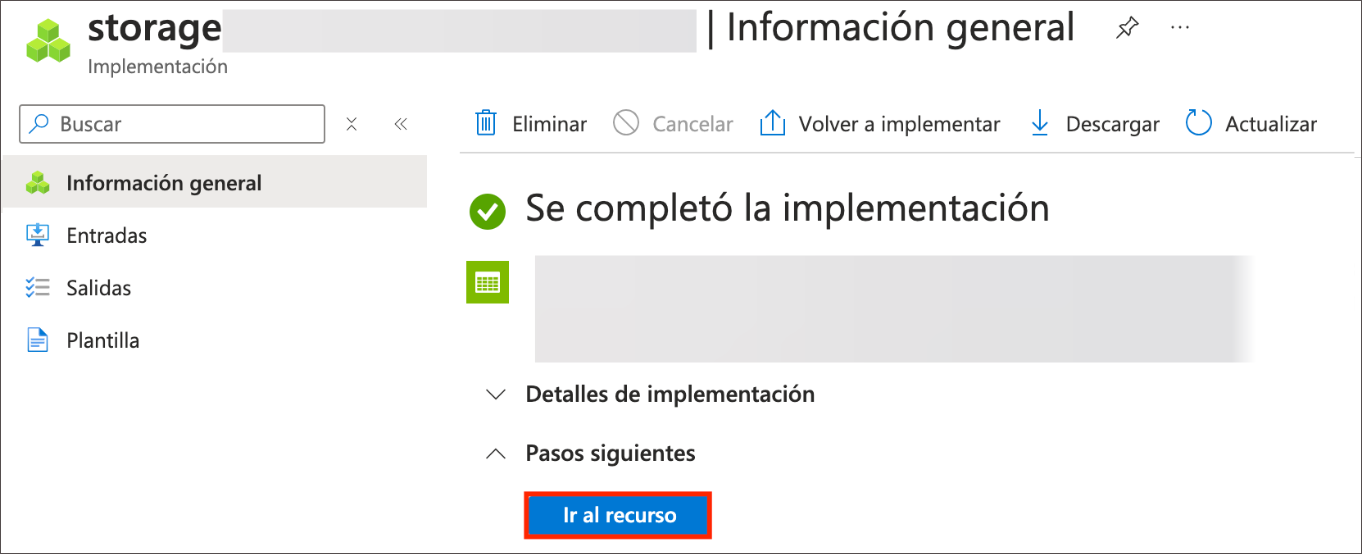 storage | Información general
Implementación
Buscar
Eliminar Cancelar Volver a implementar Descargar Actualizar
Información general
Entradas
Salidas
Plantilla
Se completó la implementación
Detalles de implementación
Pasos siguientes
Ir al recurso